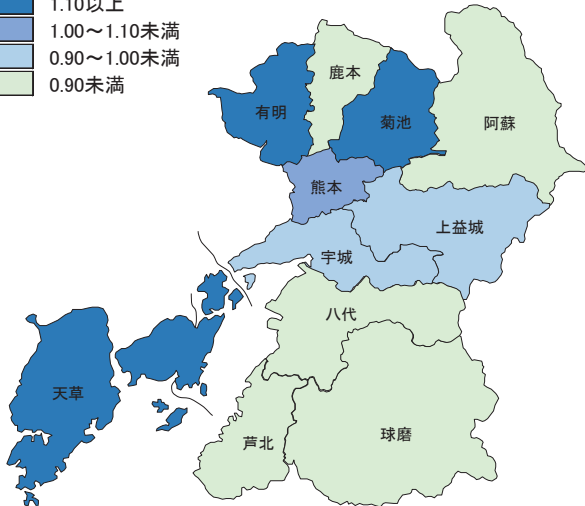 1.10以上
1.00～1.10未満
0.90～1.00未満
0.90未満
鹿本
有明
菊池
阿蘇
熊本
上益城
宇城
八代
天草
球磨
芦北